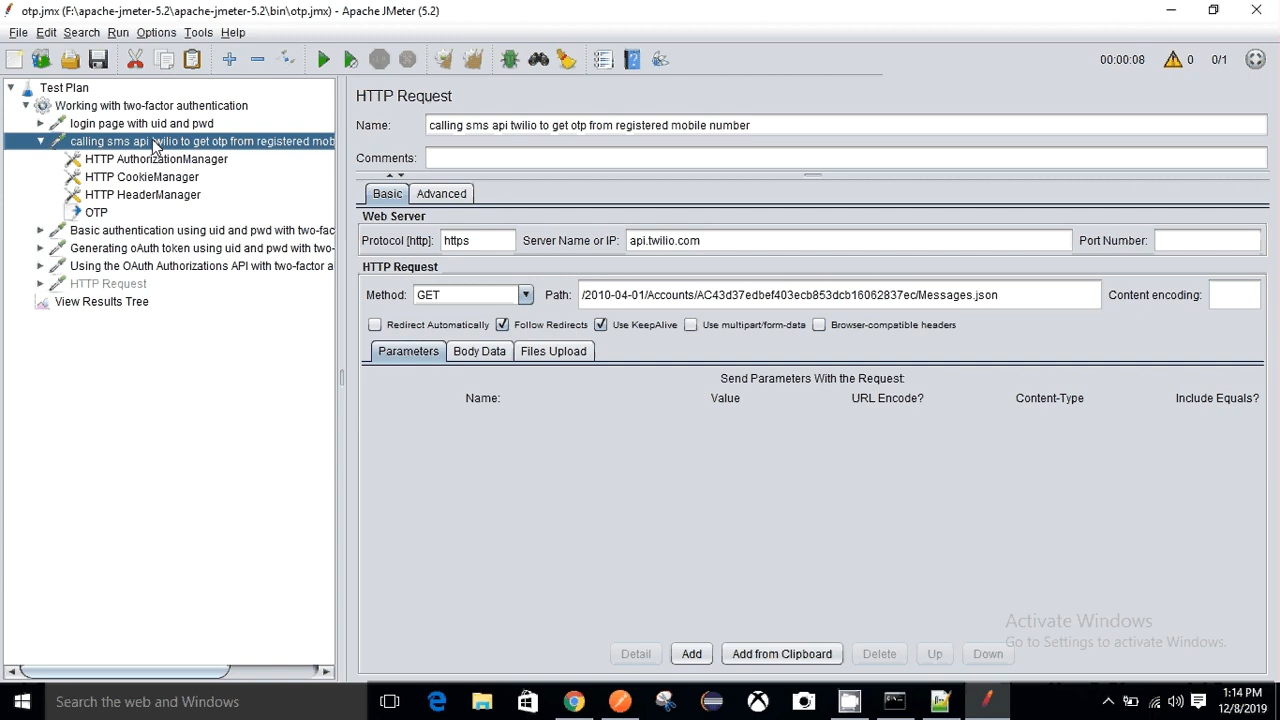 otp.jmx (F:\apache-jmeter-5.2\apache-jmeter-5.2\bin\otp.jmx) - Apache JMeter (5.2)
File Edit Search Run Options Tools Help
00:00:08 0 0/1
Test Plan
Working with two-factor authentication
login page with uid and pwd
calling sms api twilio to get otp from registered mob
HTTP AuthorizationManager
HTTP CookieManager
HTTP HeaderManager
OTP
Basic authentication using uid and pwd with two-fac
Generating oAuth token using uid and pwd with two-
Using the OAuth Authorizations API with two-factor a
HTTP Request
View Results Tree
HTTP Request
Name: calling sms api twilio to get otp from registered mobile number
Comments:
Basic Advanced
Web Server
Protocol [http]: https Server Name or IP: api.twilio.com Port Number:
HTTP Request
Method: GET Path: /2010-04-01/Accounts/AC43d37edbef403ecb853dcb16062837ec/Messages.json Content encoding:
Redirect Automatically Follow Redirects Use KeepAlive Use multipart/form-data Browser-compatible headers
Parameters Body Data Files Upload
Send Parameters With the Request:
Name: Value URL Encode? Content-Type Include Equals?
Activate Windows
Go to Settings to activate Windows.
Detail Add Add from Clipboard Delete Up Down
Search the web and Windows
1:14 PM
12/8/2019